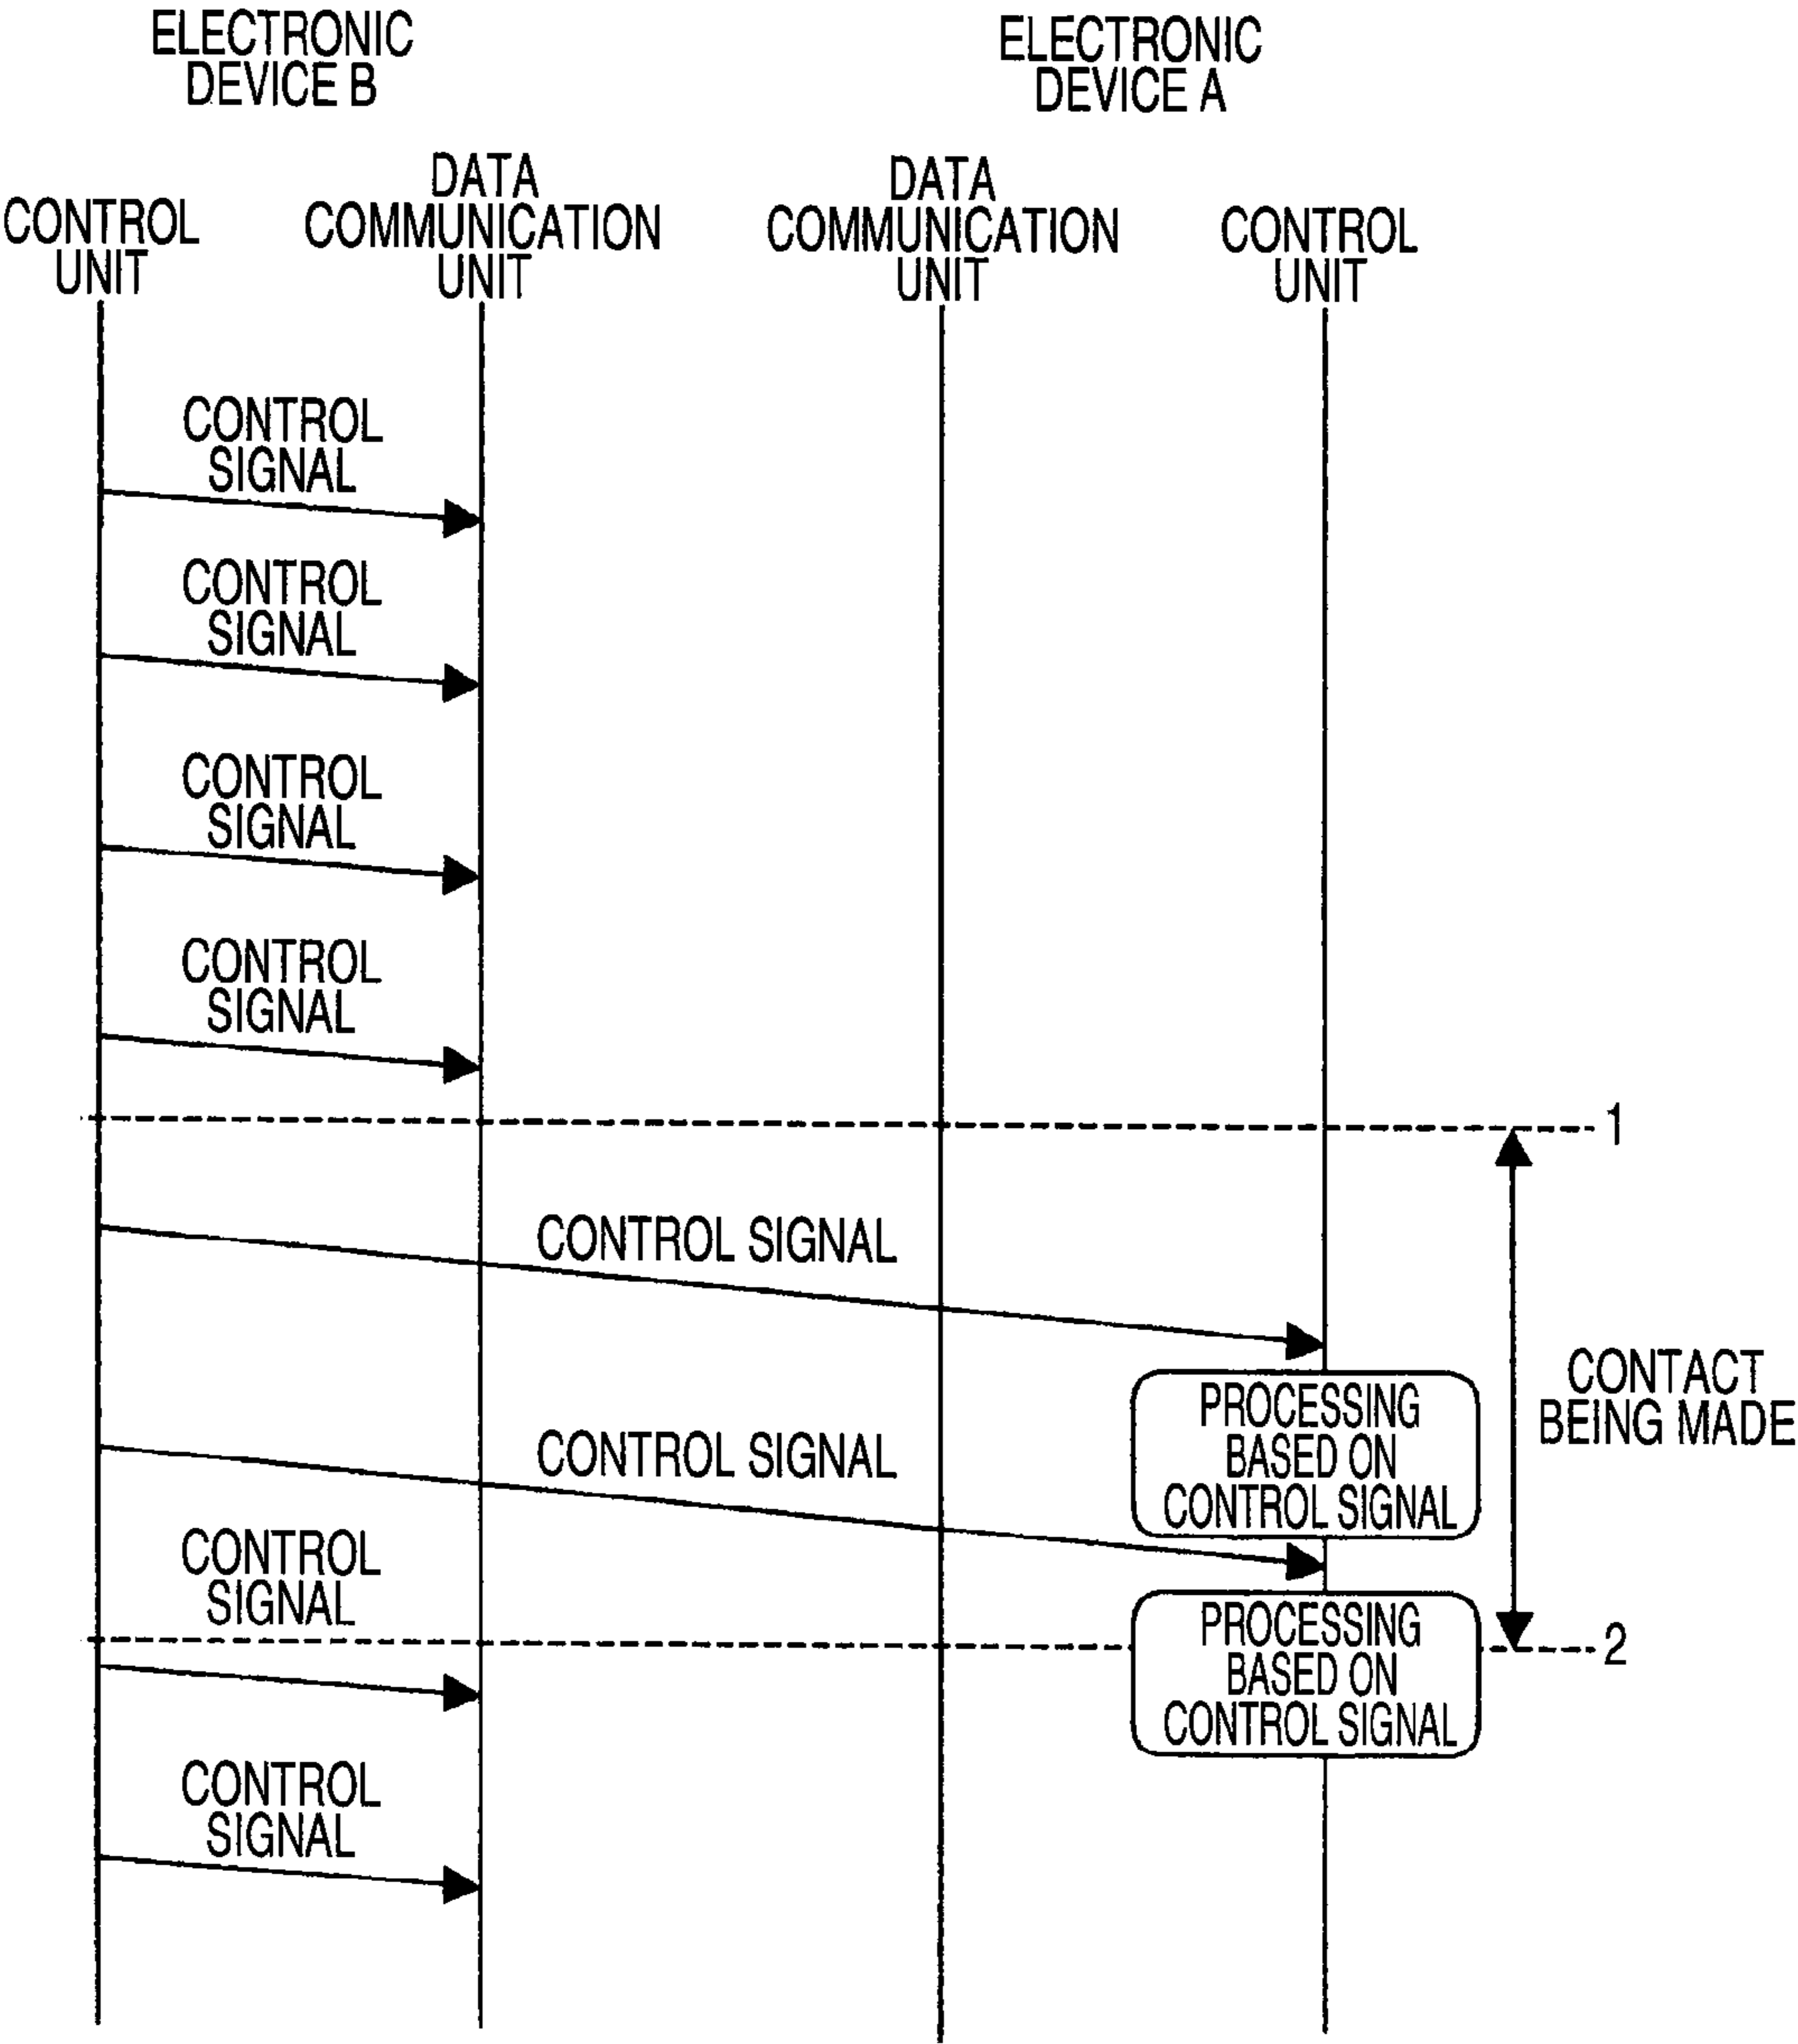 ELECTRONIC
DEVICE B
ELECTRONIC
DEVICE A
CONTROL
UNIT
DATA
COMMUNICATION
UNIT
DATA
COMMUNICATION
UNIT
CONTROL
UNIT
CONTROL
SIGNAL
CONTROL
SIGNAL
CONTROL
SIGNAL
CONTROL
SIGNAL
1
CONTROL SIGNAL
CONTACT
BEING MADE
PROCESSING
BASED ON
CONTROL SIGNAL
CONTROL SIGNAL
CONTROL
SIGNAL
PROCESSING
BASED ON
CONTROL SIGNAL
2
CONTROL
SIGNAL